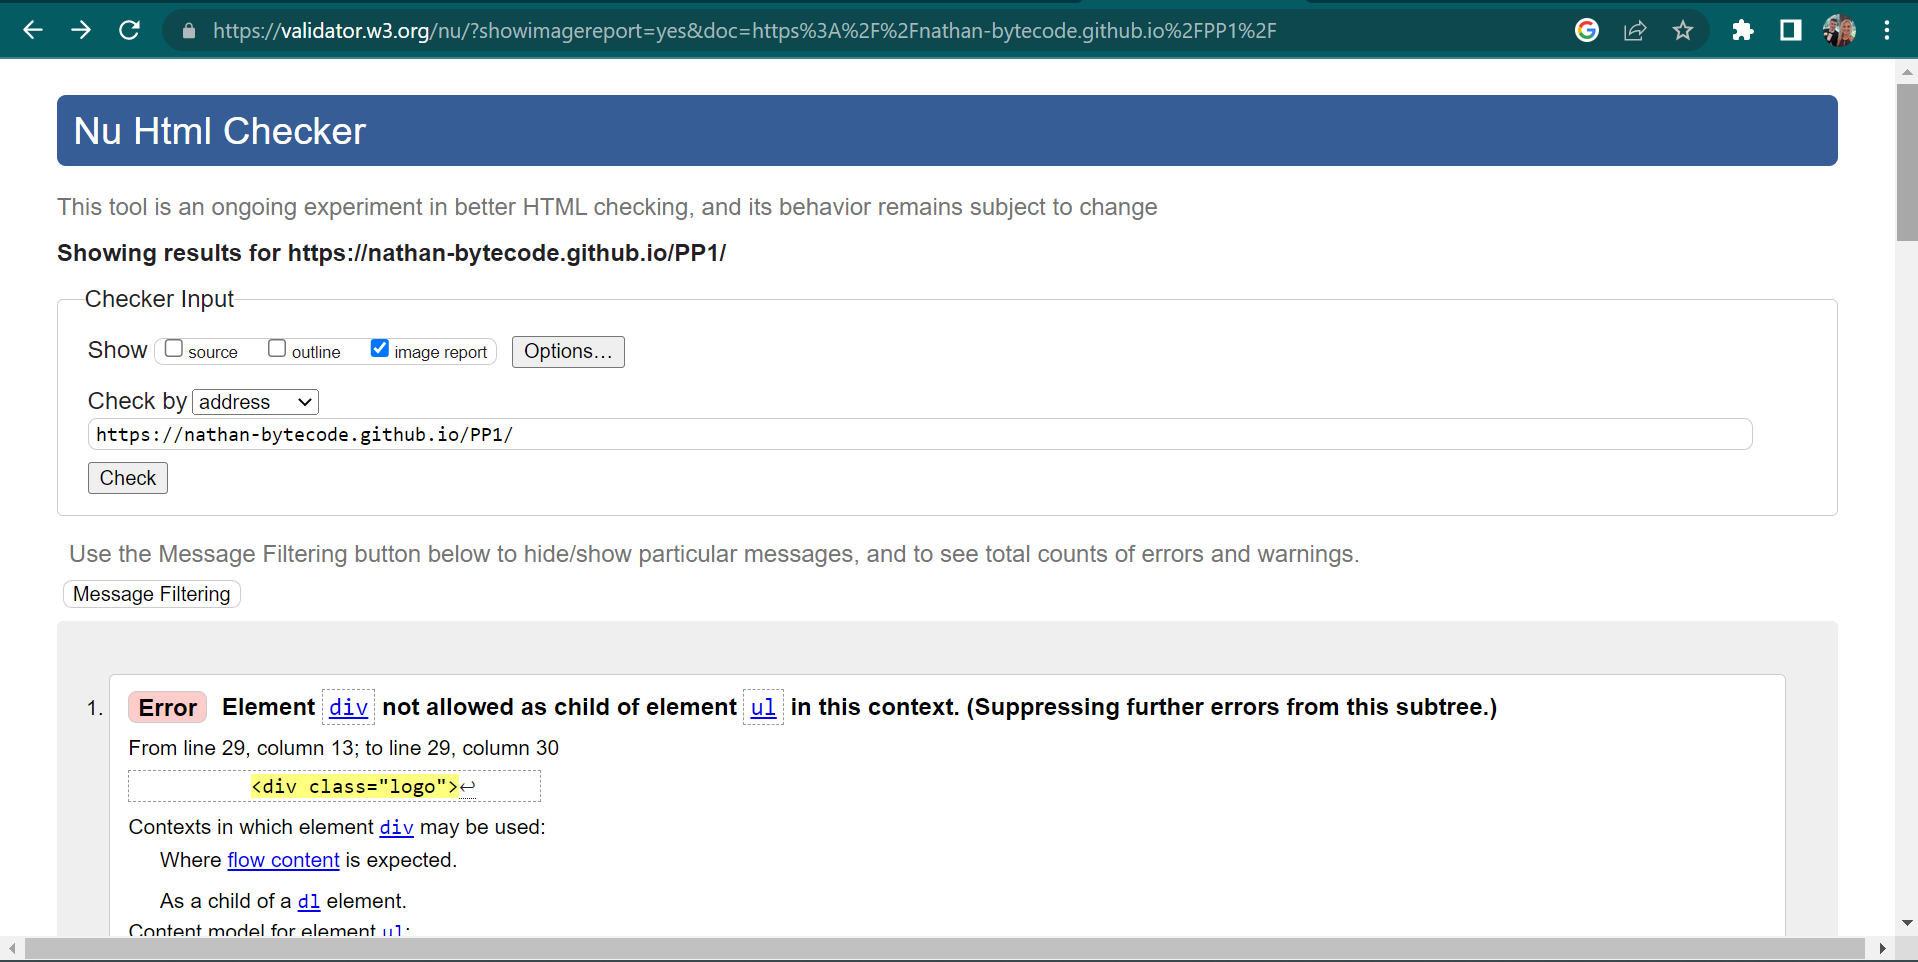 https://validator.w3.org/nu/?showimagereport=yes&doc=https%3A%2F%2Fnathan-bytecode.github.io%2FPP1%2F
Nu Html Checker
This tool is an ongoing experiment in better HTML checking, and its behavior remains subject to change
Showing results for https://nathan-bytecode.github.io/PP1/
Checker Input
Show source outline image report Options...
Check by address
https://nathan-bytecode.github.io/PP1/
Check
Use the Message Filtering button below to hide/show particular messages, and to see total counts of errors and warnings.
Message Filtering
1. Error Element div not allowed as child of element ul in this context. (Suppressing further errors from this subtree.)
From line 29, column 13; to line 29, column 30
<div class="logo">↩
Contexts in which element div may be used:
Where flow content is expected.
As a child of a dl element.
Content model for element ul: